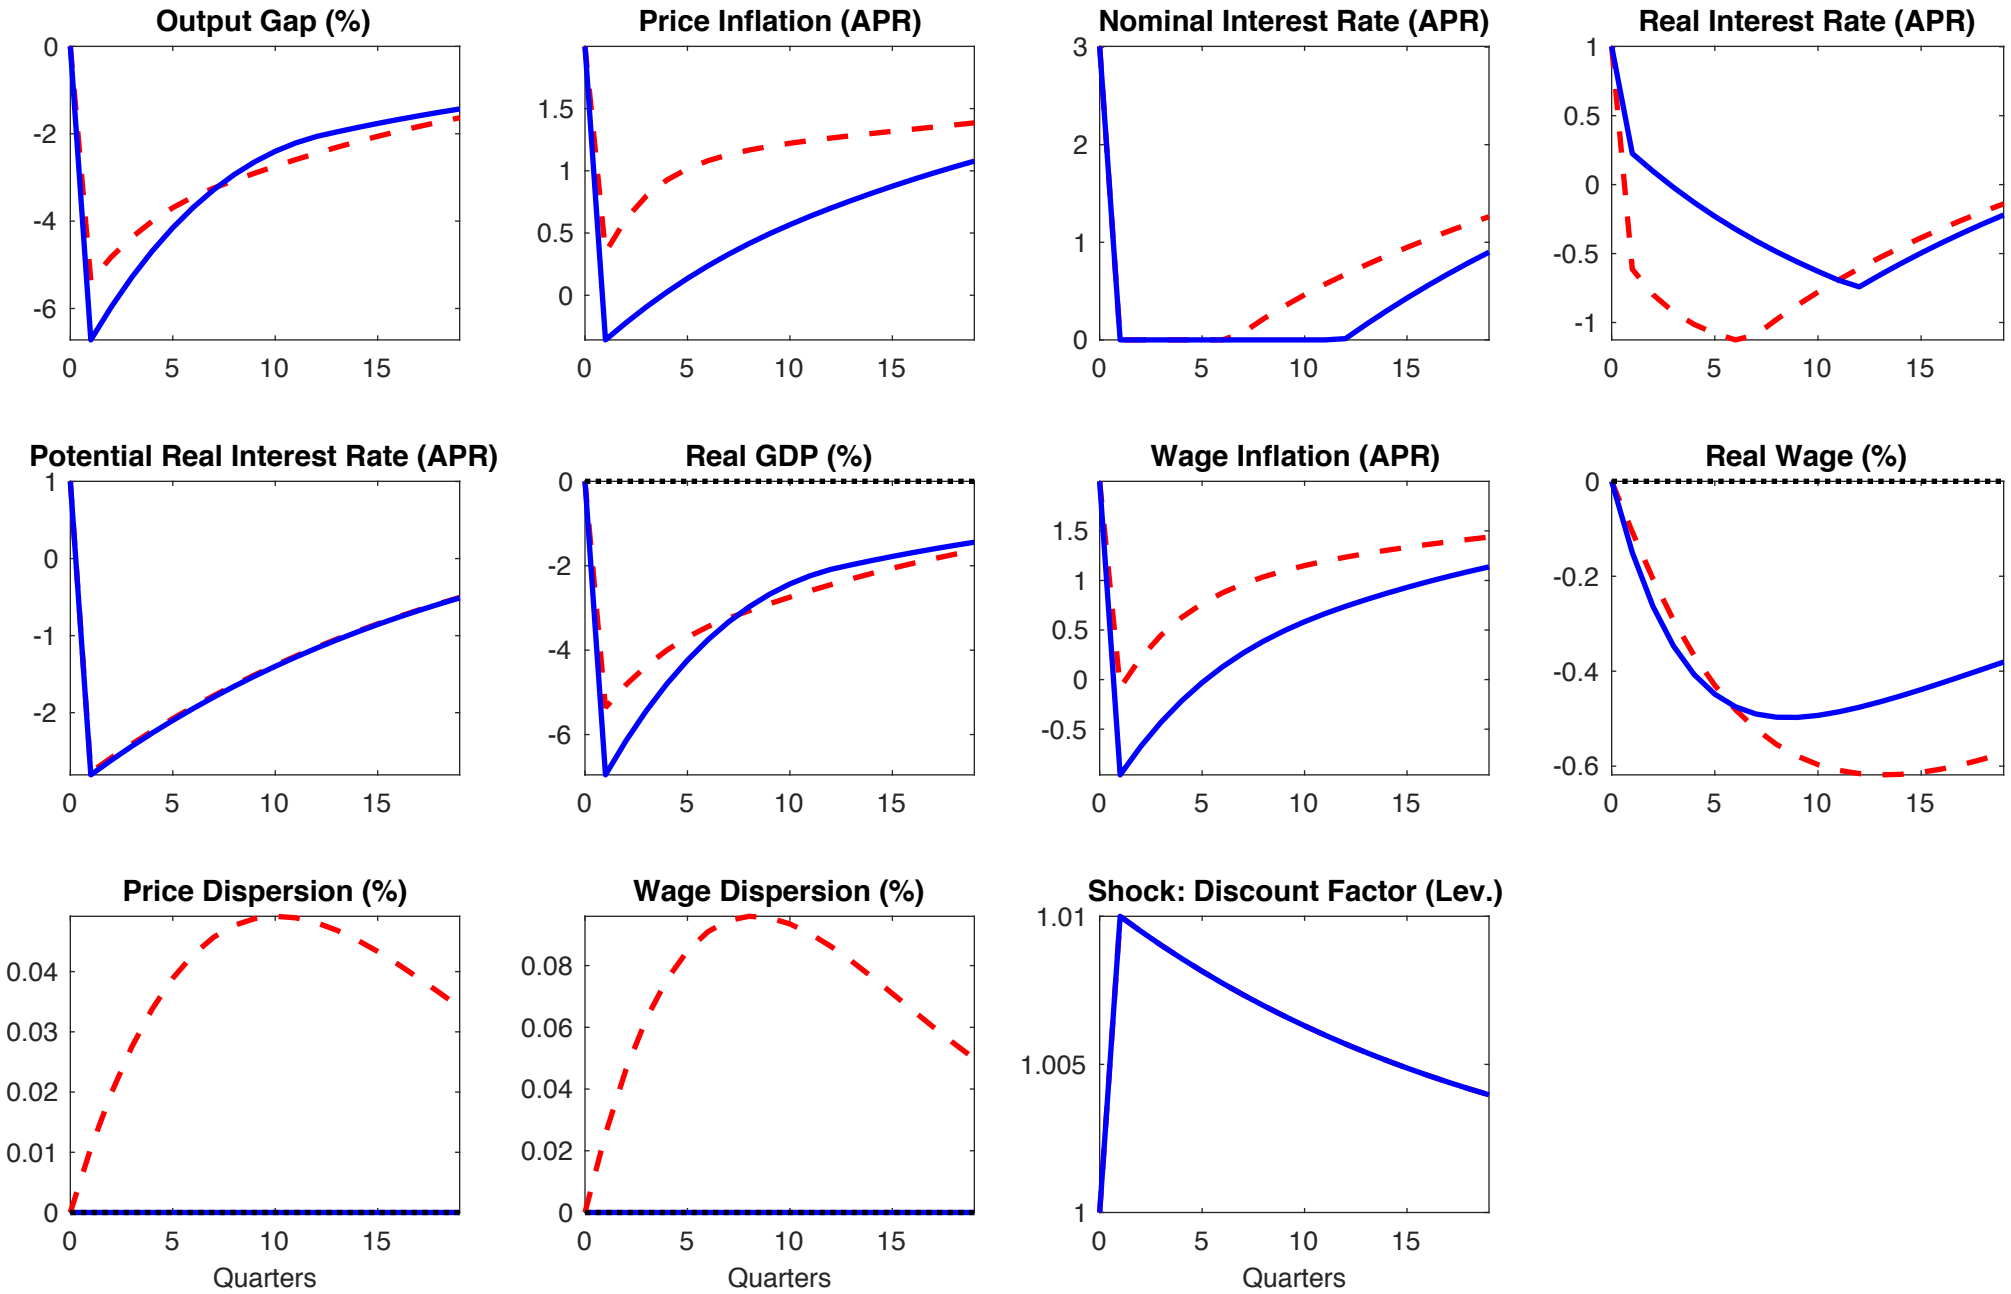 Output Gap (%)
0
-2
-4
-6
0 5 10 15
Price Inflation (APR)
1.5
1
0.5
0
0 5 10 15
Nominal Interest Rate (APR)
3
2
1
0
0 5 10 15
Real Interest Rate (APR)
1
0.5
0
-0.5
-1
0 5 10 15
Potential Real Interest Rate (APR)
1
0
-1
-2
0 5 10 15
Real GDP (%)
0
-2
-4
-6
0 5 10 15
Wage Inflation (APR)
1.5
1
0.5
0
-0.5
0 5 10 15
Real Wage (%)
0
-0.2
-0.4
-0.6
0 5 10 15
Price Dispersion (%)
0.04
0.03
0.02
0.01
0
0 5 10 15
Quarters
Wage Dispersion (%)
0.08
0.06
0.04
0.02
0
0 5 10 15
Quarters
Shock: Discount Factor (Lev.)
1.01
1.005
1
0 5 10 15
Quarters